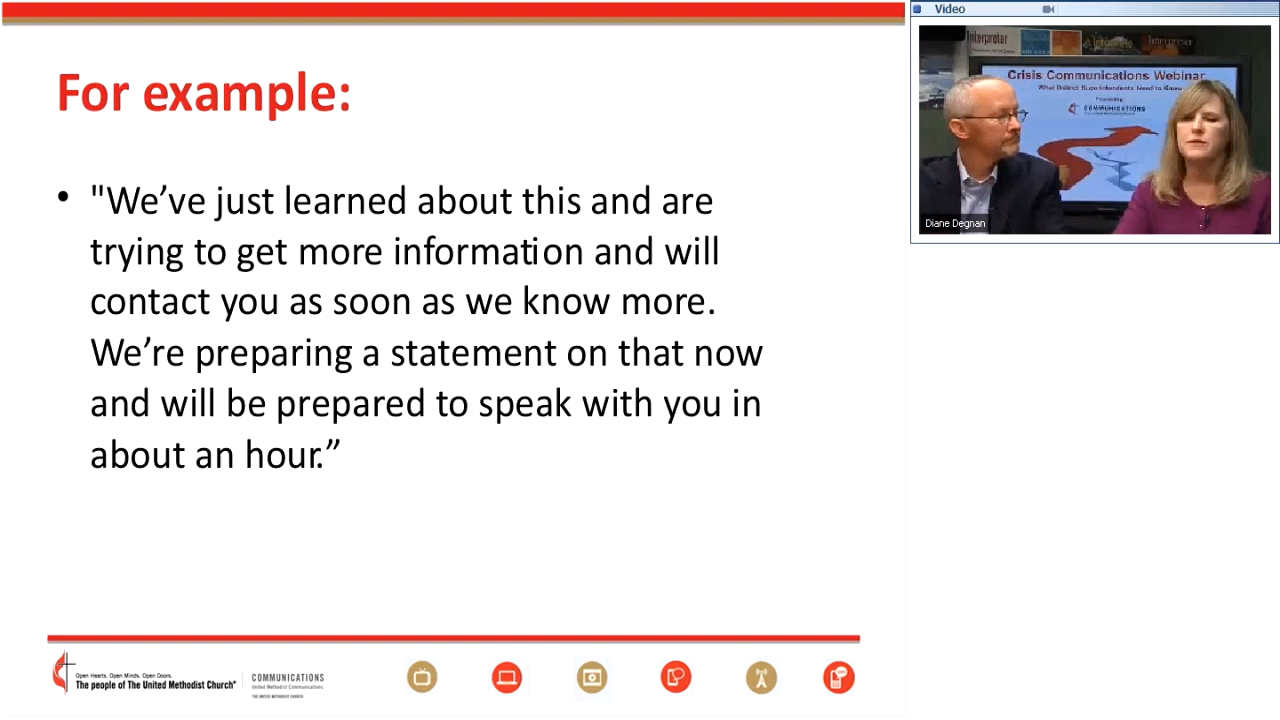 For example:
• "We’ve just learned about this and are
trying to get more information and will
contact you as soon as we know more.
We’re preparing a statement on that now
and will be prepared to speak with you in
about an hour.”
Open Hearts. Open Minds. Open Doors.
The people of The United Methodist Church®
COMMUNICATIONS
United Methodist Communications
THE UNITED METHODIST CHURCH
Video
Interpreter
Crisis Communications Webinar
What District Superintendents Need to Know
COMMUNICATIONS
Diane Degnan